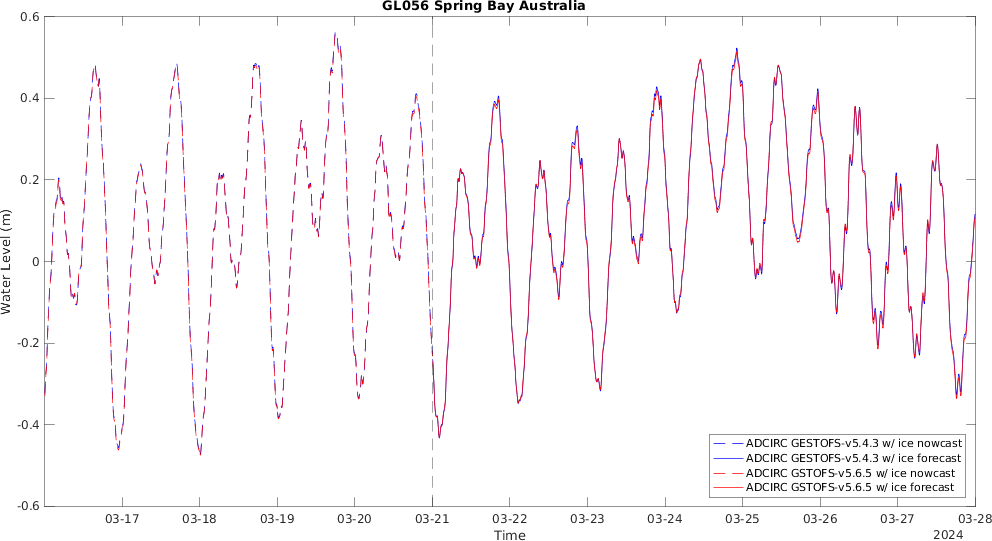 GL056 Spring Bay Australia
Water Level (m)
0.6
0.4
0.2
0
-0.2
-0.4
-0.6
ADCIRC GESTOFS-v5.4.3 w/ ice nowcast
ADCIRC GESTOFS-v5.4.3 w/ ice forecast
ADCIRC GSTOFS-v5.6.5 w/ ice nowcast
ADCIRC GSTOFS-v5.6.5 w/ ice forecast
03-17 03-18 03-19 03-20 03-21 03-22 03-23 03-24 03-25 03-26 03-27 03-28
Time
2024